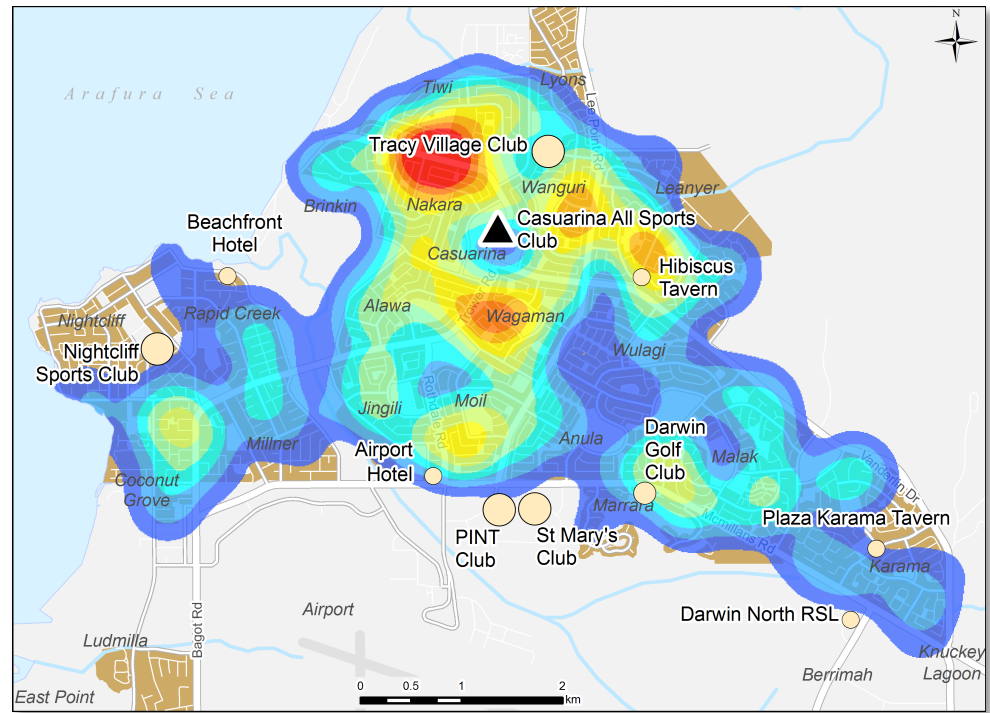 N
Lyons
Tiwi
Arafura Sea
Lee Point Rd
Tracy Village Club
Wanguri
Leanyer
Brinkin
Nakara
Beachfront
Hotel
Casuarina All Sports
Club
Casuarina
Hibiscus
Tavern
Trower Rd
Alawa
Rapid Creek
Nightcliff
Wagaman
Nightcliff
Sports Club
Wulagi
Rothdale Rd
Jingili
Moil
Millner
Anula
Darwin
Golf
Club
Malak
Airport
Hotel
Coconut
Grove
Vanderlin Dr
Marrara
PINT
Club
St Mary's
Club
Mcmillans Rd
Plaza Karama Tavern
Karama
Airport
Bagot Rd
Darwin North RSL
Ludmilla
Knuckey
Lagoon
Berrimah
East Point
0 0.5 1 2
km